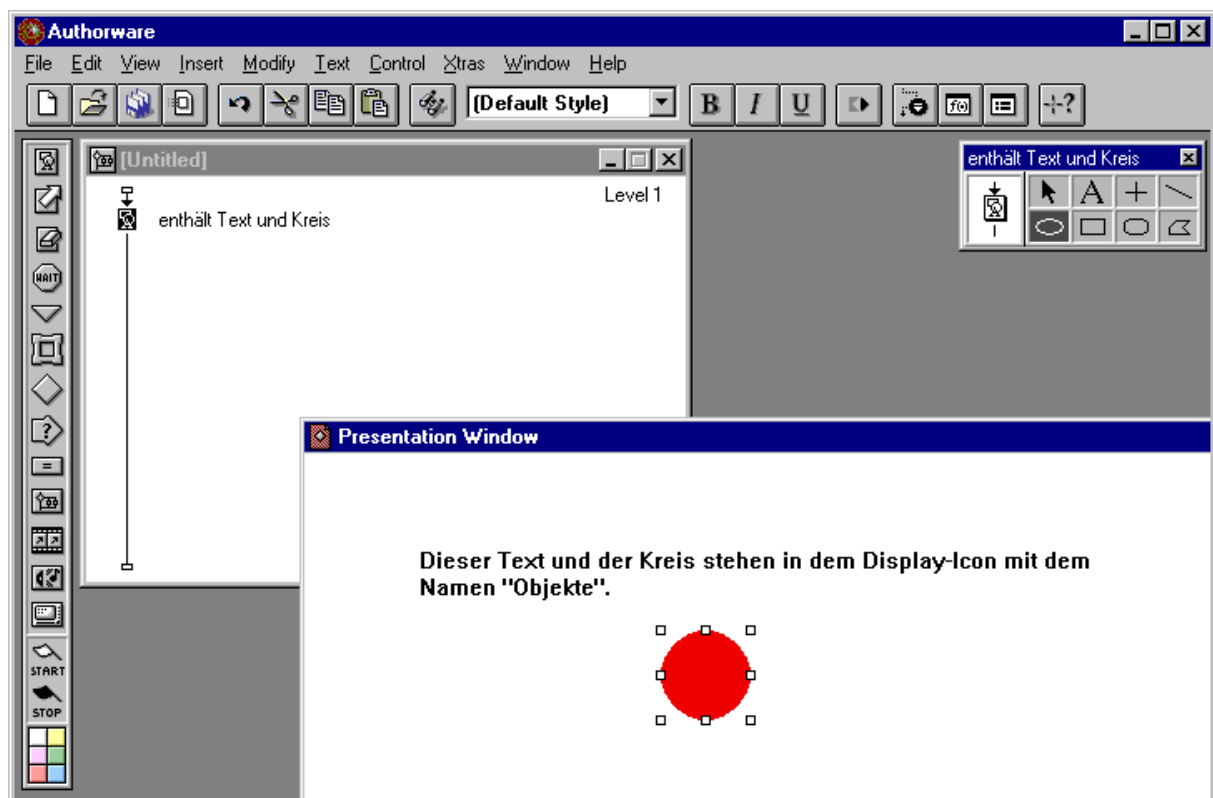 Authorware
File Edit View Insert Modify Text Control Xtras Window Help
(Default Style) B I U f() ?
[Untitled]
Level 1
enthält Text und Kreis
enthält Text und Kreis
A
WAIT
?
=
START
STOP
Presentation Window
Dieser Text und der Kreis stehen in dem Display-Icon mit dem
Namen "Objekte".